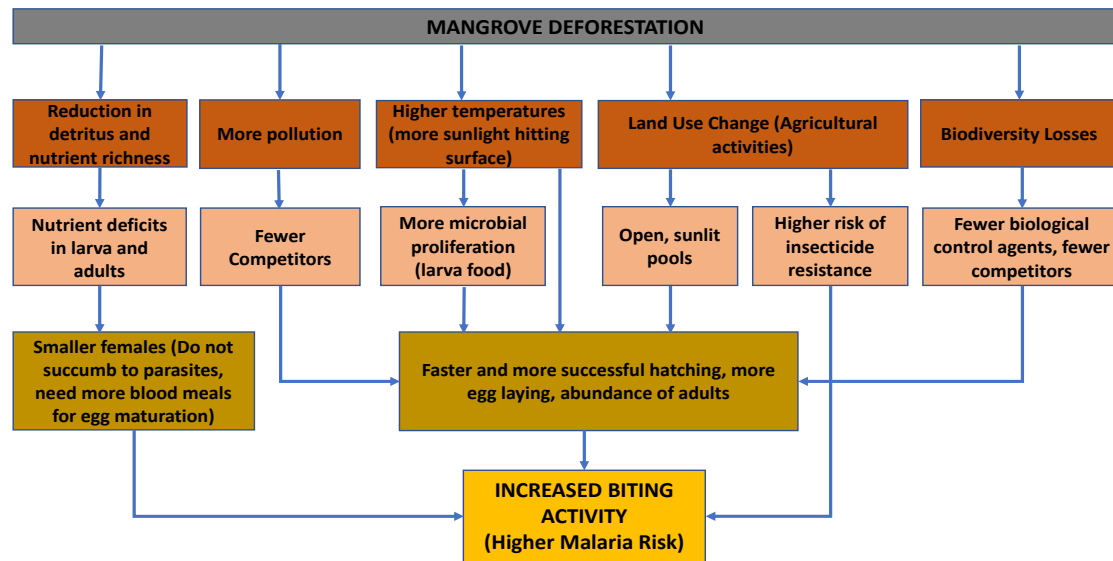 MANGROVE DEFORESTATION
Reduction in
detritus and
nutrient richness
More pollution
Higher temperatures
(more sunlight hitting
surface)
Land Use Change (Agricultural
activities)
Biodiversity Losses
Nutrient deficits
in larva and
adults
Fewer
Competitors
More microbial
proliferation
(larva food)
Open, sunlit
pools
Higher risk of
insecticide
resistance
Fewer biological
control agents, fewer
competitors
Smaller females (Do not
succumb to parasites,
need more blood meals
for egg maturation)
Faster and more successful hatching, more
egg laying, abundance of adults
INCREASED BITING
ACTIVITY
(Higher Malaria Risk)